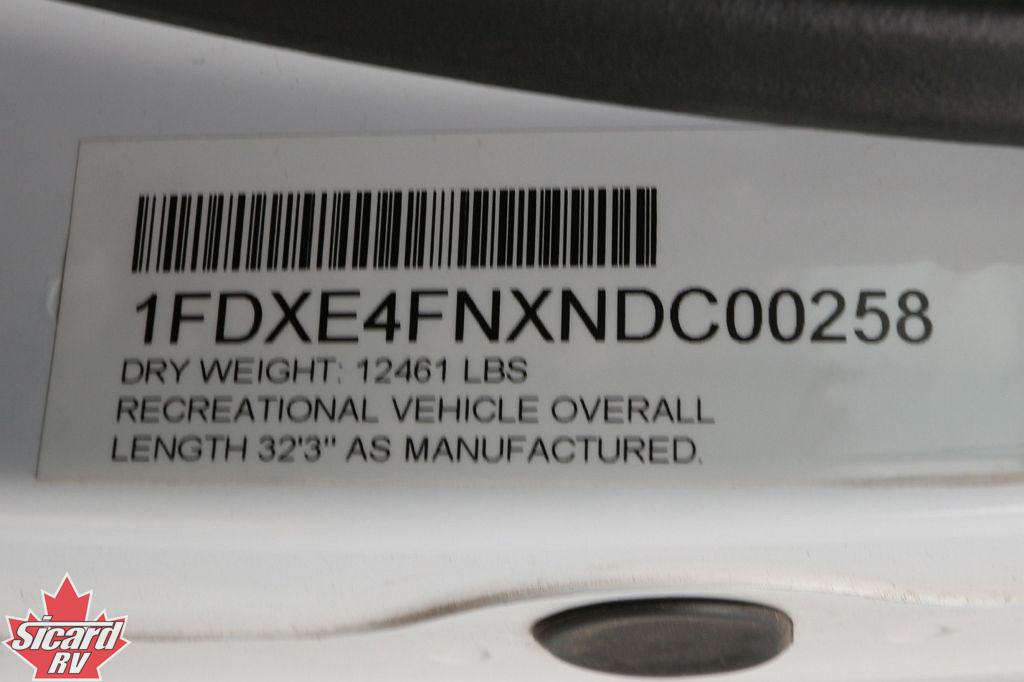 1FDXE4FNXNDC00258
DRY WEIGHT: 12461 LBS
RECREATIONAL VEHICLE OVERALL
LENGTH 32'3" AS MANUFACTURED.
Sicard
RV